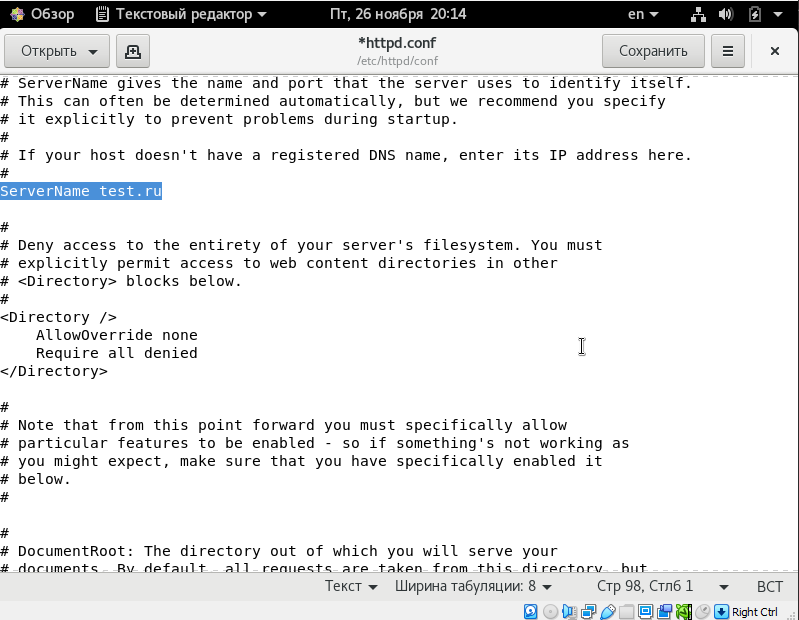 Обзор Текстовый редактор Пт, 26 ноября 20:14 en
Открыть *httpd.conf Сохранить
/etc/httpd/conf
# ServerName gives the name and port that the server uses to identify itself.
# This can often be determined automatically, but we recommend you specify
# it explicitly to prevent problems during startup.
#
# If your host doesn't have a registered DNS name, enter its IP address here.
#
ServerName test.ru
#
# Deny access to the entirety of your server's filesystem. You must
# explicitly permit access to web content directories in other
# <Directory> blocks below.
#
<Directory />
    AllowOverride none
    Require all denied
</Directory>
#
# Note that from this point forward you must specifically allow
# particular features to be enabled - so if something's not working as
# you might expect, make sure that you have specifically enabled it
# below.
#
#
# DocumentRoot: The directory out of which you will serve your
# documents. By default, all requests are taken from this directory, but
Текст Ширина табуляции: 8 Стр 98, Стлб 1 ВСТ
Right Ctrl